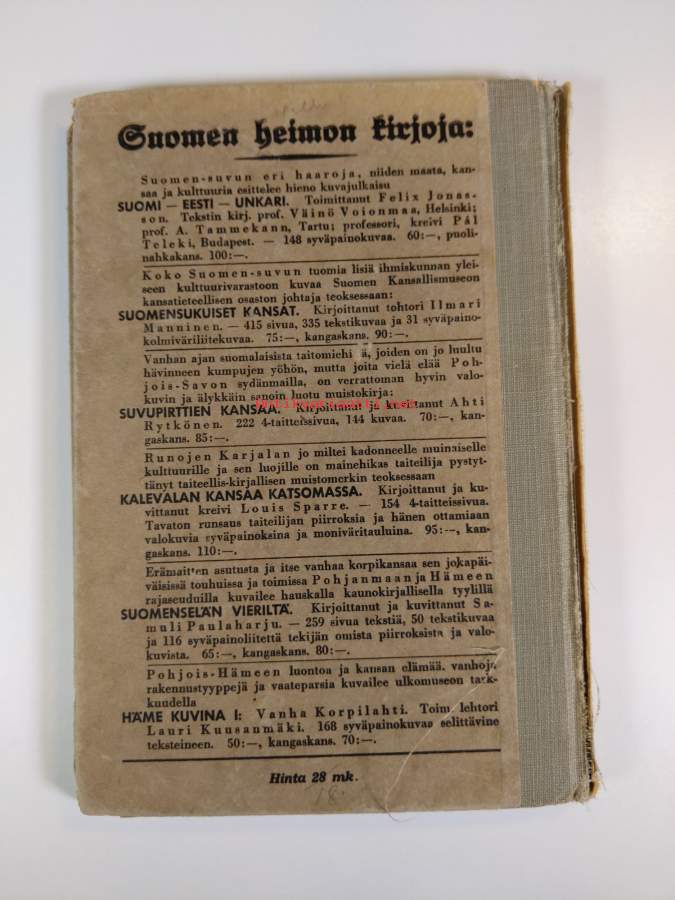 Suomen heimon kirjoja:
Suomen-suvun eri haaroja, niiden maata, kan-
saa ja kulttuuria esittelee hieno kuvajulkaisu
SUOMI — EESTI — UNKARI. Toimittanut Felix Jonas-
son. Tekstin kirj. prof. Väinö Voionmaa, Helsinki;
prof. A. Tammekann, Tartu; professori, kreivi Pál
Teleki, Budapest. — 148 syväpainokuvaa. 60:—, puoli-
nahkakans. 100:—.
Koko Suomen-suvun tuomia lisiä ihmiskunnan ylei-
seen kulttuurivarastoon kuvaa Suomen Kansallismuseon
kansatieteellisen osaston johtaja teoksessaan:
SUOMENSUKUISET KANSAT. Kirjoittanut tohtori Ilmari
Manninen. — 415 sivua, 335 tekstikuvaa ja 31 syväpaino-
kolmiväriliitekuvaa. 75:—, kangaskans. 90:—.
Vanhan ajan suomalaisista taitomichi ä, joiden on jo luultu
hävinneen kumpujen yöhön, mutta joita vielä elää Poh-
jois-Savon sydänmailla, on verrattoman hyvin valo-
kuvin ja älykkäin sanoin luotu muistokirja:
SUVUPIRTTIEN KANSAA. Kirjoittanut ja kuvittanut Ahti
Rytkönen. 222 4-taitteissivua, 144 kuvaa. 70:—, kan-
gaskans. 85:—.
Runojen Karjalan jo miltei kadonneelle muinaiselle
kulttuurille ja sen luojille on mainehikas taiteilija pystyt-
tänyt taiteellis-kirjallisen muistomerkin teoksessaan
KALEVALAN KANSAA KATSOMASSA. Kirjoittanut ja ku-
vittanut kreivi Louis Sparre. — 154 4-taitteissivua.
Tavaton runsaus taiteilijan piirroksia ja hänen ottamiaan
valokuvia syväpainoksina ja moniväritauluina. 95:—, kan-
gaskans. 110:—.
Erämaitten asutusta ja itse vanhaa korpikansaa sen jokapäi-
väisissä touhuissa ja toimissa Pohjanmaan ja Hämeen
rajaseuduilla kuvailee hauskalla kaunokirjallisella tyylillä
SUOMENSELÄN VIERILTÄ. Kirjoittanut ja kuvittanut Sa-
muli Paulaharju. — 259 sivua tekstiä, 50 tekstikuvaa
ja 116 syväpainoliitettä tekijän omista piirroksista ja valo-
kuvista. 65:—, kangaskans. 80:—.
Pohjois-Hämeen luontoa ja kansan elämää, vanhoja
rakennustyyppejä ja vaateparsia kuvailee ulkomuseon tark-
kuudella
HÄME KUVINA I: Vanha Korpilahti. Toim. lehtori
Lauri Kuusanmäki. 168 syväpainokuvaa selittävine
teksteineen. 50:—, kangaskans. 70:—.
Hinta 28 mk.